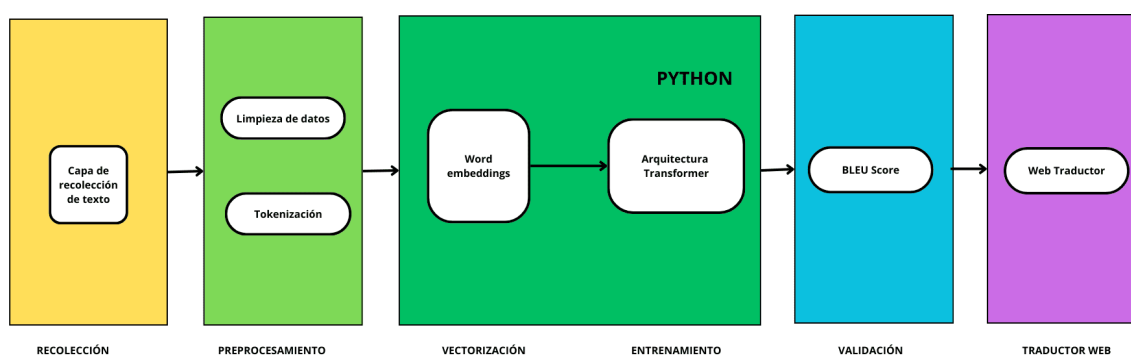 PYTHON
Capa de
recolección
de texto
Limpieza de datos
Tokenización
Word
embeddings
Arquitectura
Transformer
BLEU Score
Web Traductor
RECOLECCIÓN
PREPROCESAMIENTO
VECTORIZACIÓN
ENTRENAMIENTO
VALIDACIÓN
TRADUCTOR WEB